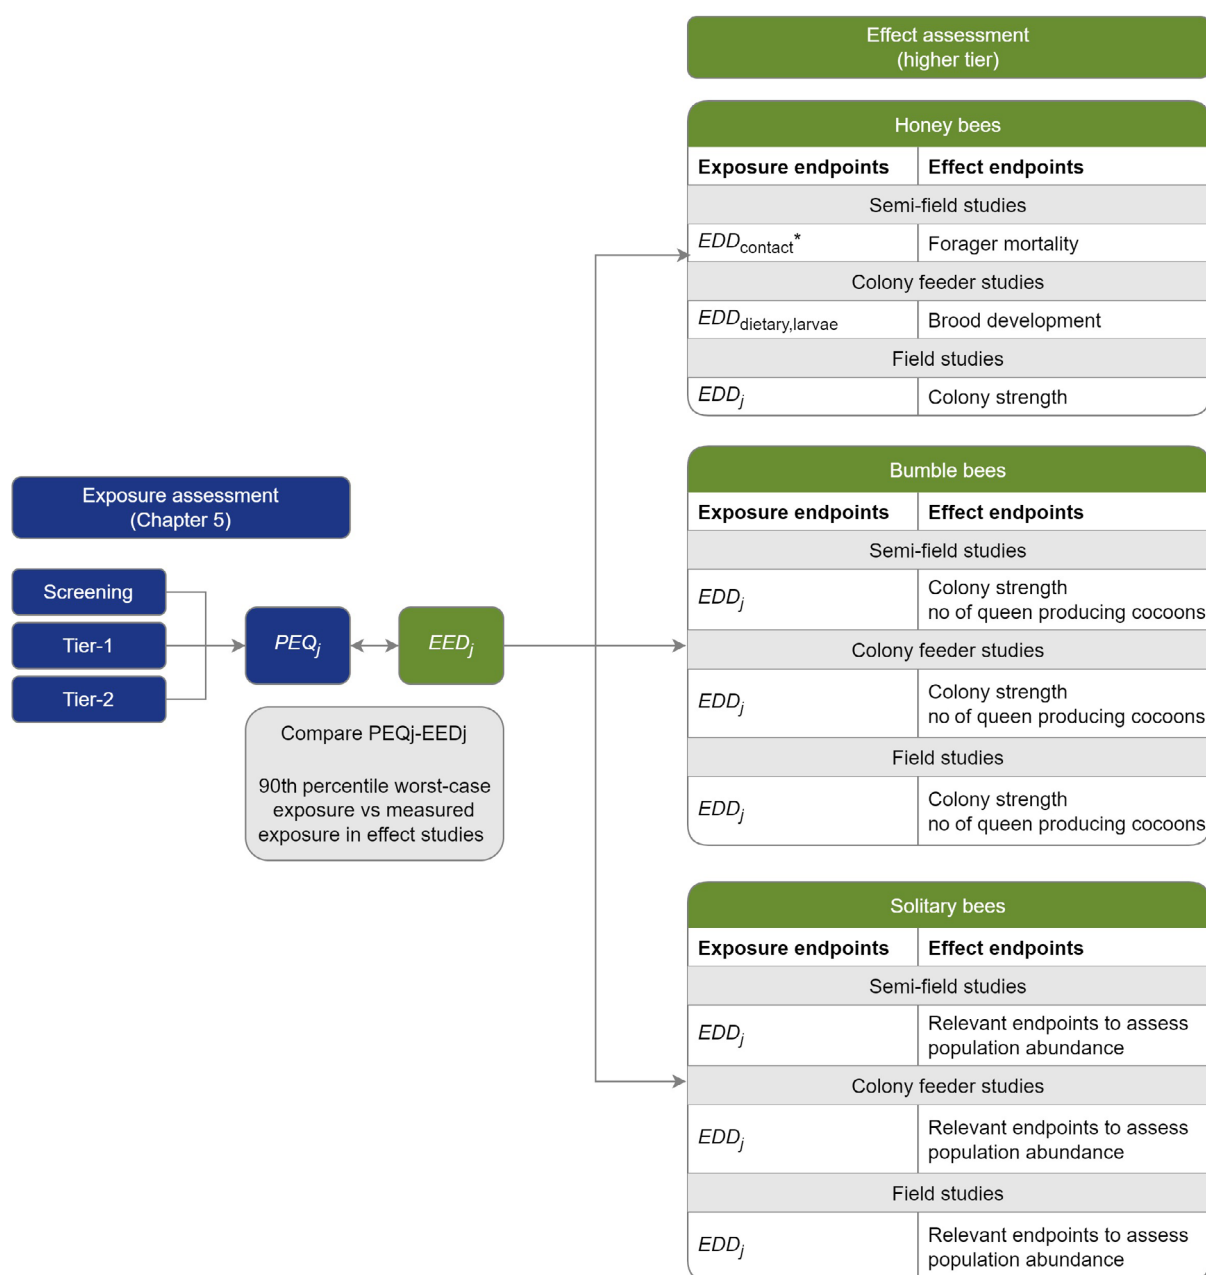 Effect assessment
(higher tier)
Honey bees
Exposure endpoints Effect endpoints
Semi-field studies
EDDcontact* Forager mortality
Colony feeder studies
EDDdietary,larvae Brood development
Field studies
EDDj Colony strength
Bumble bees
Exposure endpoints Effect endpoints
Semi-field studies
EDDj Colony strength
no of queen producing cocoons
Colony feeder studies
EDDj Colony strength
no of queen producing cocoons
Field studies
EDDj Colony strength
no of queen producing cocoons
Solitary bees
Exposure endpoints Effect endpoints
Semi-field studies
EDDj Relevant endpoints to assess
population abundance
Colony feeder studies
EDDj Relevant endpoints to assess
population abundance
Field studies
EDDj Relevant endpoints to assess
population abundance
Exposure assessment
(Chapter 5)
Screening
Tier-1
Tier-2
PEQj
EEDj
Compare PEQj-EEDj
90th percentile worst-case
exposure vs measured
exposure in effect studies